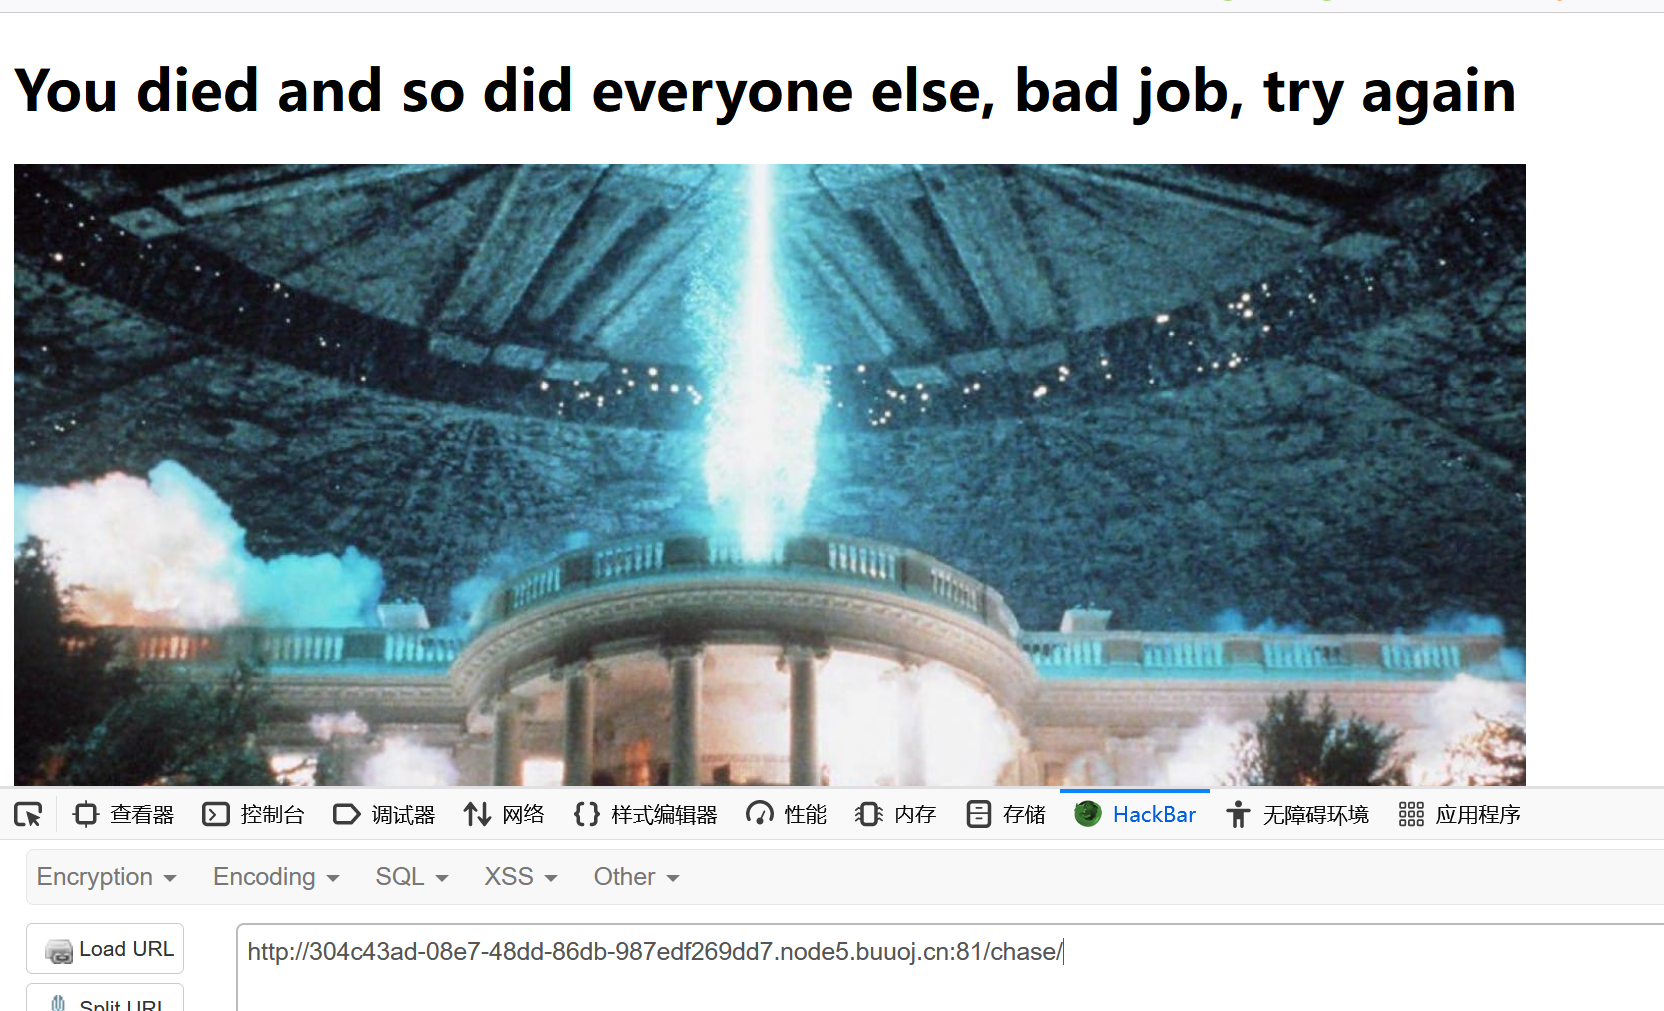 You died and so did everyone else, bad job, try again
查看器 控制台 调试器 网络 样式编辑器 性能 内存 存储 HackBar 无障碍环境 应用程序
Encryption Encoding SQL XSS Other
Load URL
http://304c43ad-08e7-48dd-86db-987edf269dd7.node5.buuoj.cn:81/chase/
Split URL